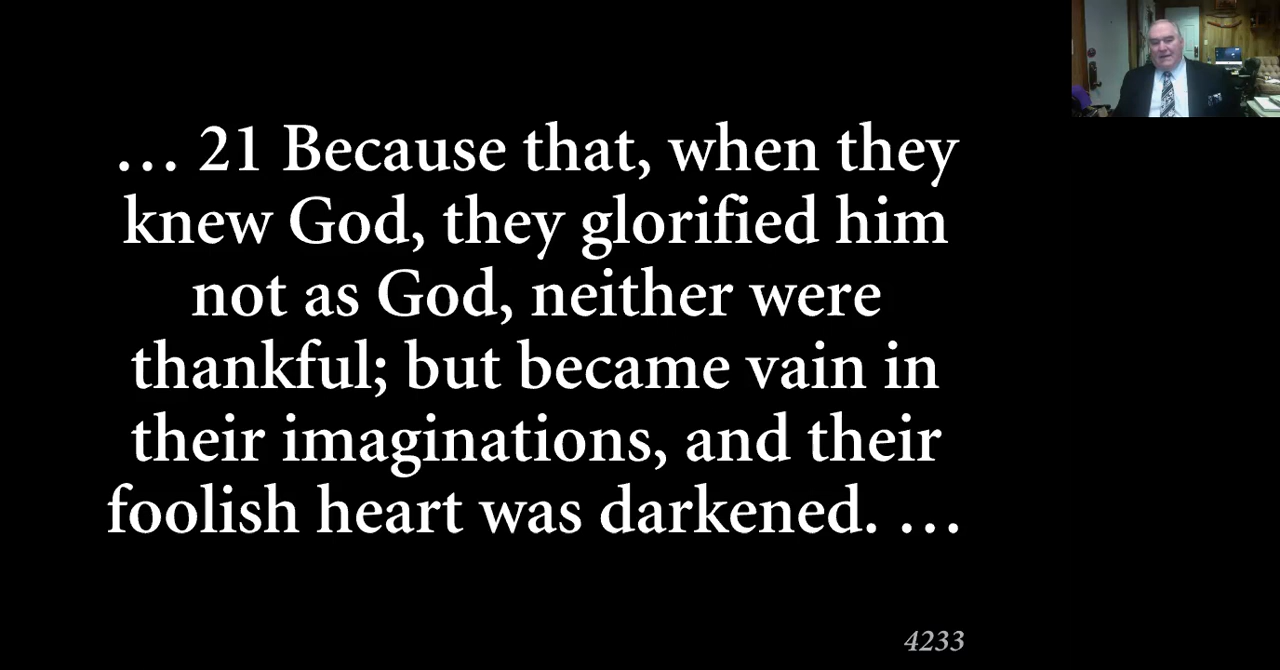 … 21 Because that, when they
knew God, they glorified him
not as God, neither were
thankful; but became vain in
their imaginations, and their
foolish heart was darkened. …
4233